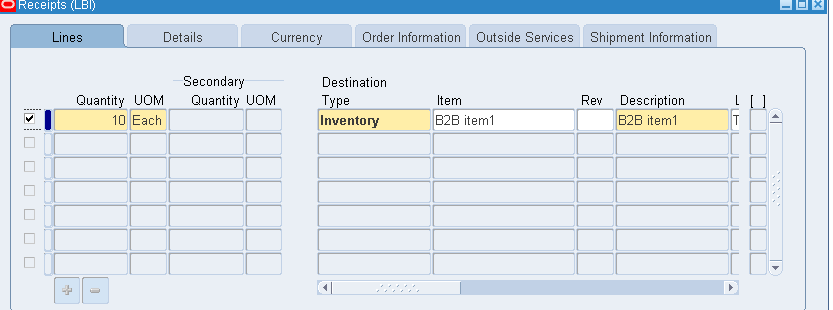 Receipts (LBI)
Lines Details Currency Order Information Outside Services Shipment Information
Secondary Destination
Quantity UOM Quantity UOM Type Item Rev Description L [ ]
10 Each Inventory B2B item1 B2B item1 T